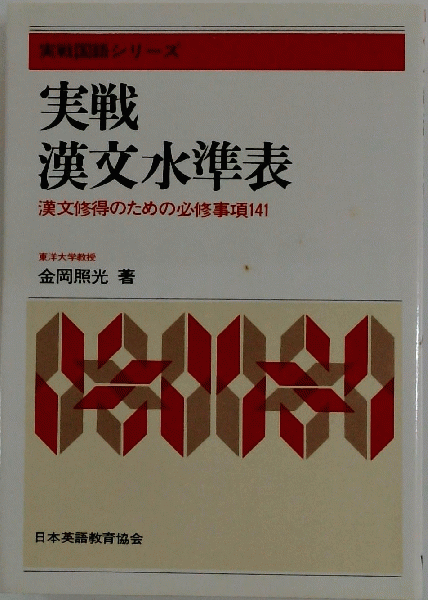 実戦国語シリーズ
実戦
漢文水準表
漢文修得のための必修事項141
東洋大学教授
金岡照光 著
日本英語教育協会